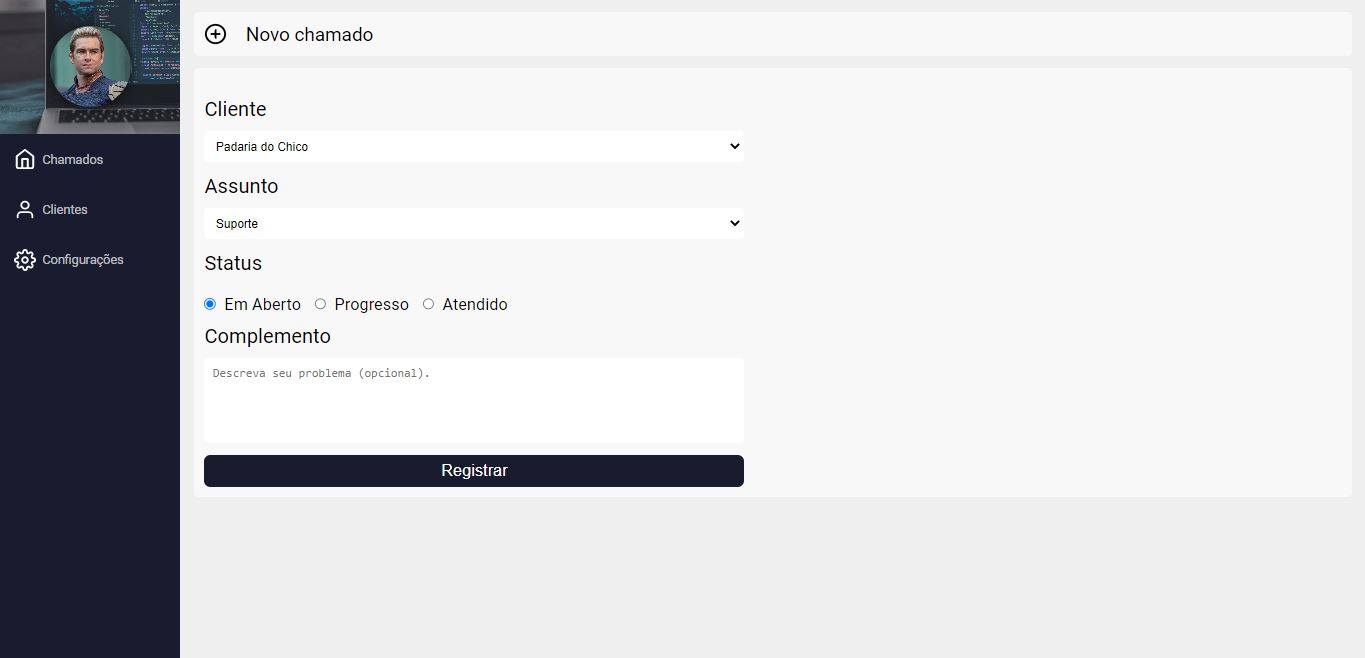 Novo chamado
Chamados
Clientes
Configurações
Cliente
Padaria do Chico
Assunto
Suporte
Status
Em Aberto Progresso Atendido
Complemento
Descreva seu problema (opcional).
Registrar